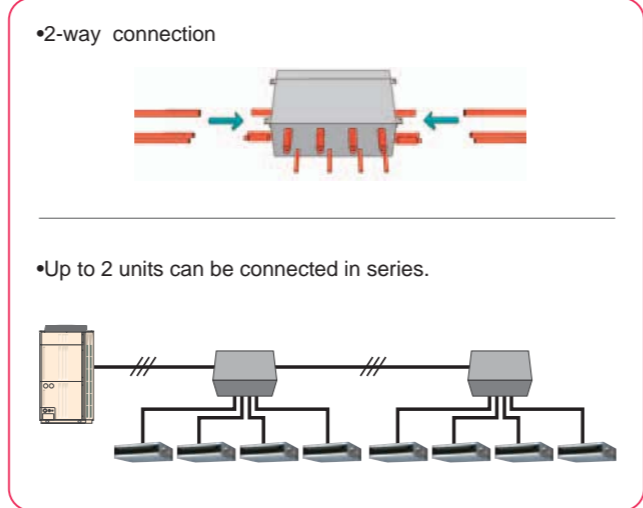 •2-way connection
•Up to 2 units can be connected in series.